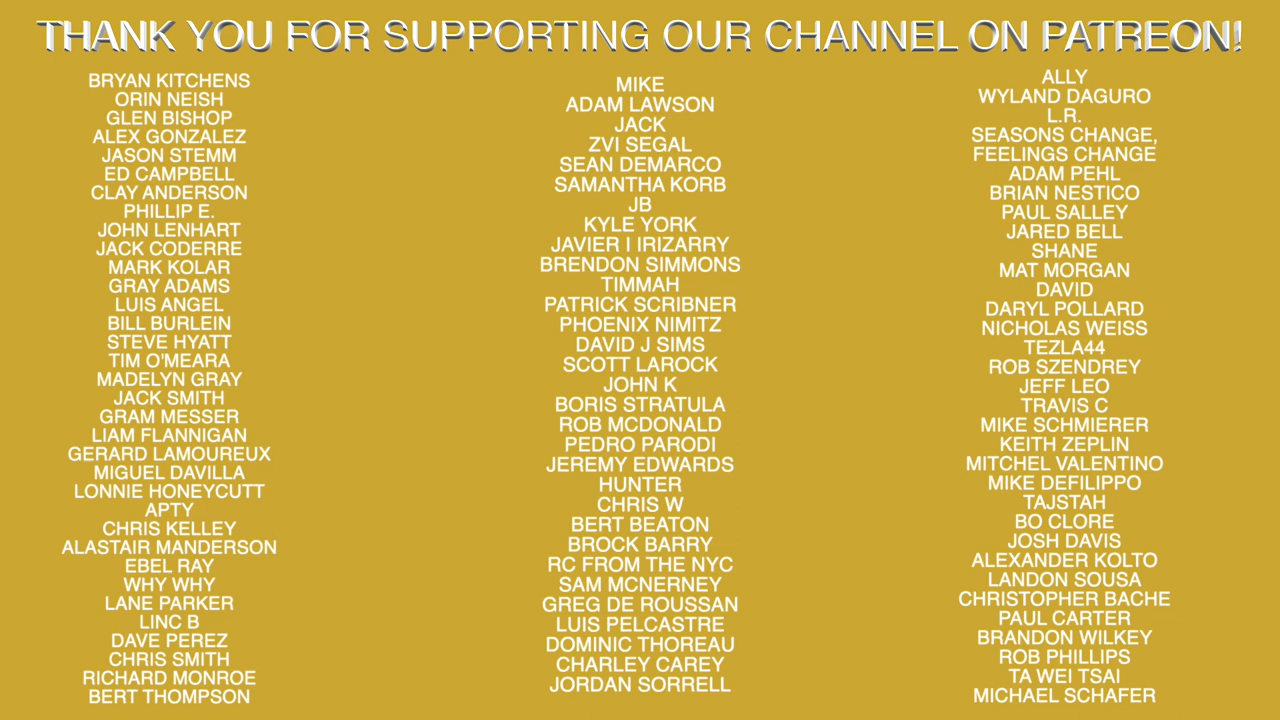 THANK YOU FOR SUPPORTING OUR CHANNEL ON PATREON!
BRYAN KITCHENS
ORIN NEISH
GLEN BISHOP
ALEX GONZALEZ
JASON STEMM
ED CAMPBELL
CLAY ANDERSON
PHILLIP E.
JOHN LENHART
JACK CODERRE
MARK KOLAR
GRAY ADAMS
LUIS ANGEL
BILL BURLEIN
STEVE HYATT
TIM O'MEARA
MADELYN GRAY
JACK SMITH
GRAM MESSER
LIAM FLANNIGAN
GERARD LAMOUREUX
MIGUEL DAVILLA
LONNIE HONEYCUTT
APTY
CHRIS KELLEY
ALASTAIR MANDERSON
EBEL RAY
WHY WHY
LANE PARKER
LINC B
DAVE PEREZ
CHRIS SMITH
RICHARD MONROE
BERT THOMPSON
MIKE
ADAM LAWSON
JACK
ZVI SEGAL
SEAN DEMARCO
SAMANTHA KORB
JB
KYLE YORK
JAVIER I IRIZARRY
BRENDON SIMMONS
TIMMAH
PATRICK SCRIBNER
PHOENIX NIMITZ
DAVID J SIMS
SCOTT LAROCK
JOHN K
BORIS STRATULA
ROB MCDONALD
PEDRO PARODI
JEREMY EDWARDS
HUNTER
CHRIS W
BERT BEATON
BROCK BARRY
RC FROM THE NYC
SAM MCNERNEY
GREG DE ROUSSAN
LUIS PELCASTRE
DOMINIC THOREAU
CHARLEY CAREY
JORDAN SORRELL
ALLY
WYLAND DAGURO
L.R.
SEASONS CHANGE,
FEELINGS CHANGE
ADAM PEHL
BRIAN NESTICO
PAUL SALLEY
JARED BELL
SHANE
MAT MORGAN
DAVID
DARYL POLLARD
NICHOLAS WEISS
TEZLA44
ROB SZENDREY
JEFF LEO
TRAVIS C
MIKE SCHMIERER
KEITH ZEPLIN
MITCHEL VALENTINO
MIKE DEFILIPPO
TAJSTAH
BO CLORE
JOSH DAVIS
ALEXANDER KOLTO
LANDON SOUSA
CHRISTOPHER BACHE
PAUL CARTER
BRANDON WILKEY
ROB PHILLIPS
TA WEI TSAI
MICHAEL SCHAFER